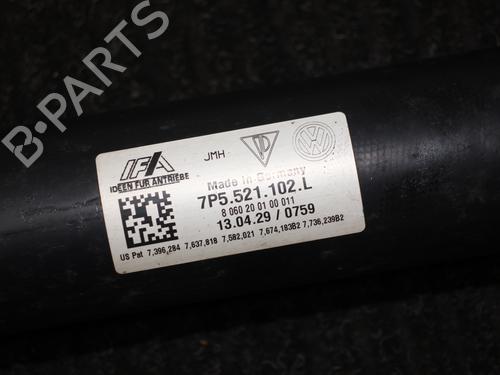 B-PARTS
IFA
IDEEN FÜR ANTRIEBE
JMH
Made in Germany
7P5.521.102.L
8 060 20 01 00 011
13.04.29 / 0759
US Pat 7,396,284 7,637,818 7,582,021 7,674,183B2 7,736,239B2